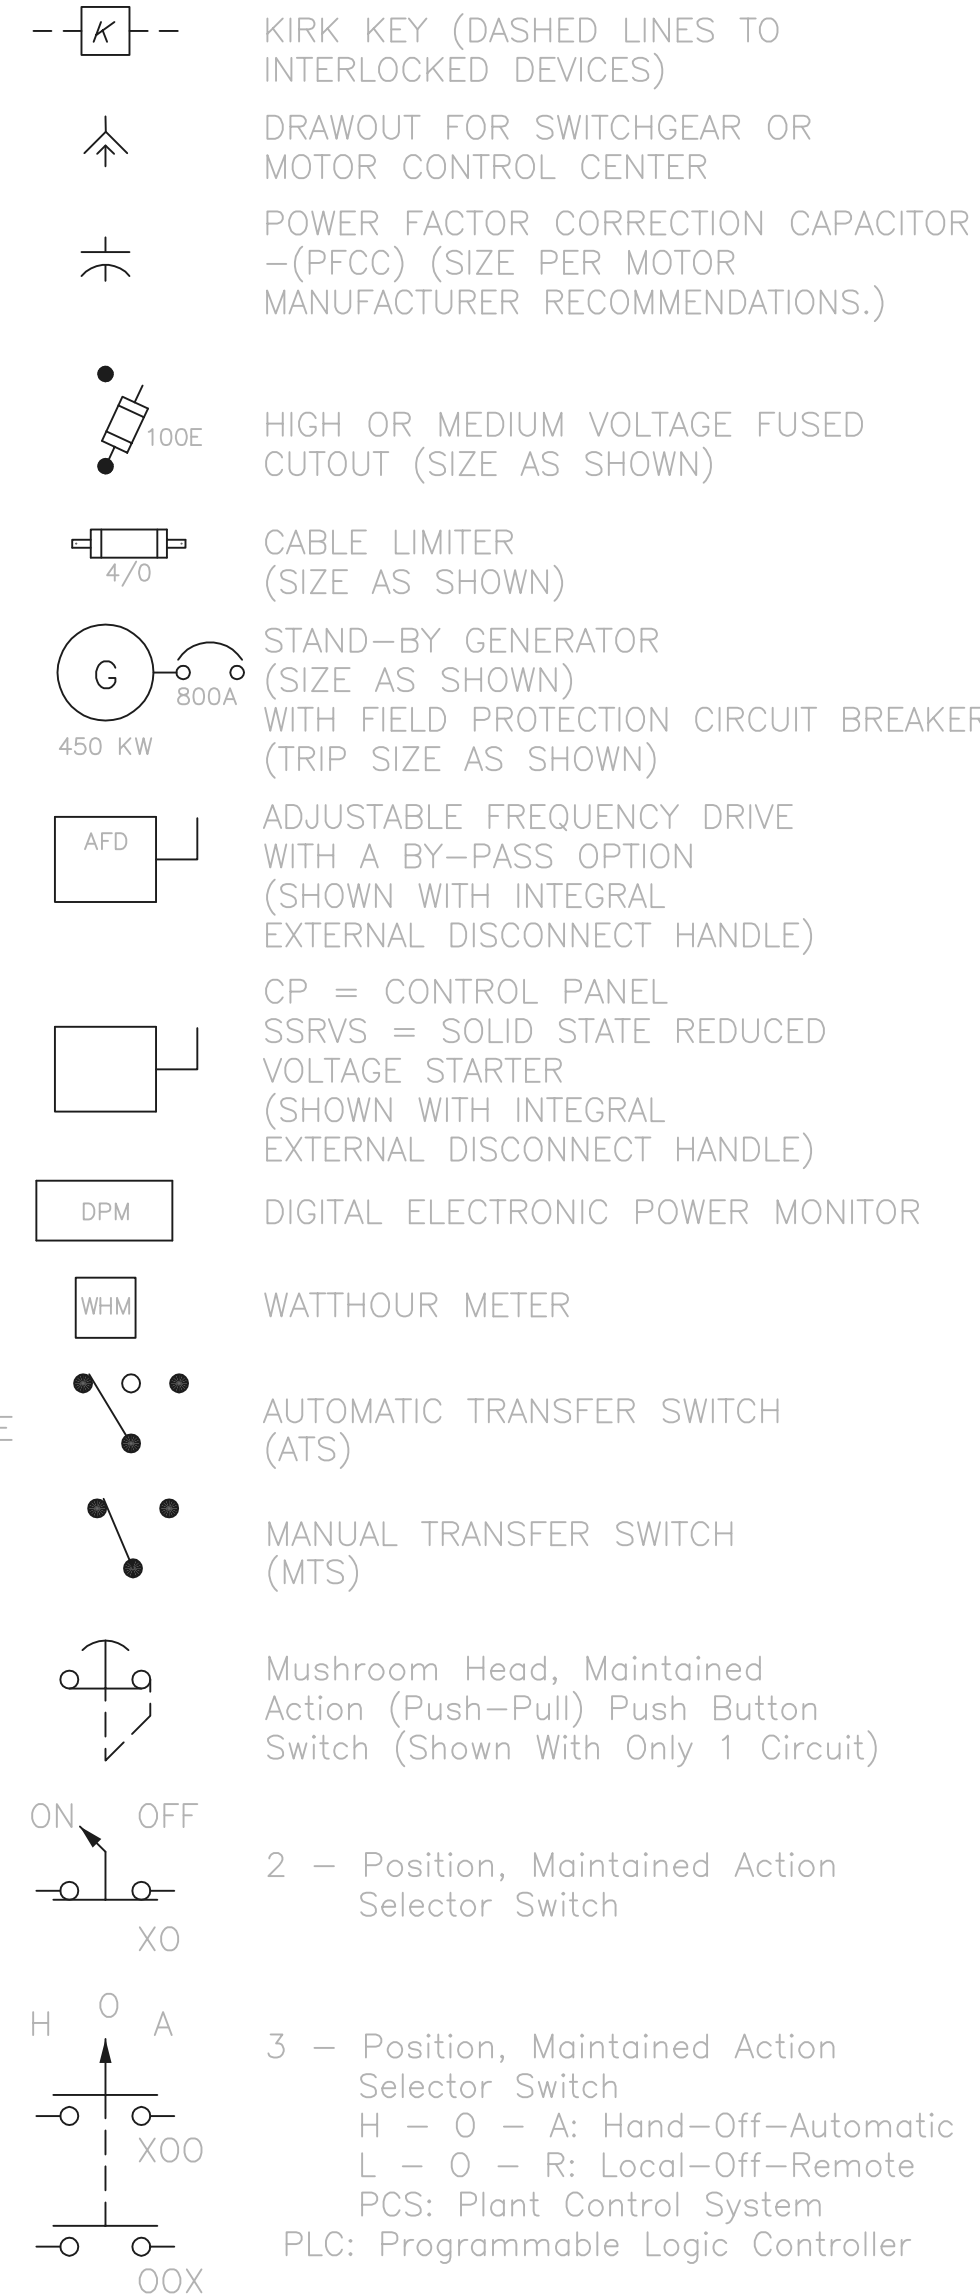 K
KIRK KEY (DASHED LINES TO
INTERLOCKED DEVICES)
DRAWOUT FOR SWITCHGEAR OR
MOTOR CONTROL CENTER
POWER FACTOR CORRECTION CAPACITOR
-(PFCC) (SIZE PER MOTOR
MANUFACTURER RECOMMENDATIONS.)
100E
HIGH OR MEDIUM VOLTAGE FUSED
CUTOUT (SIZE AS SHOWN)
4/0
CABLE LIMITER
(SIZE AS SHOWN)
G
800A
450 KW
STAND-BY GENERATOR
(SIZE AS SHOWN)
WITH FIELD PROTECTION CIRCUIT BREAKER
(TRIP SIZE AS SHOWN)
AFD
ADJUSTABLE FREQUENCY DRIVE
WITH A BY-PASS OPTION
(SHOWN WITH INTEGRAL
EXTERNAL DISCONNECT HANDLE)
CP = CONTROL PANEL
SSRVS = SOLID STATE REDUCED
VOLTAGE STARTER
(SHOWN WITH INTEGRAL
EXTERNAL DISCONNECT HANDLE)
DPM
DIGITAL ELECTRONIC POWER MONITOR
WHM
WATTHOUR METER
E
AUTOMATIC TRANSFER SWITCH
(ATS)
MANUAL TRANSFER SWITCH
(MTS)
Mushroom Head, Maintained
Action (Push-Pull) Push Button
Switch (Shown With Only 1 Circuit)
ON OFF
XO
2 - Position, Maintained Action
Selector Switch
H O A
XOO
OOX
3 - Position, Maintained Action
Selector Switch
H - O - A: Hand-Off-Automatic
L - O - R: Local-Off-Remote
PCS: Plant Control System
PLC: Programmable Logic Controller